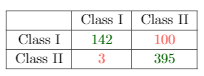 Class I Class II
Class I 142 100
Class II 3 395